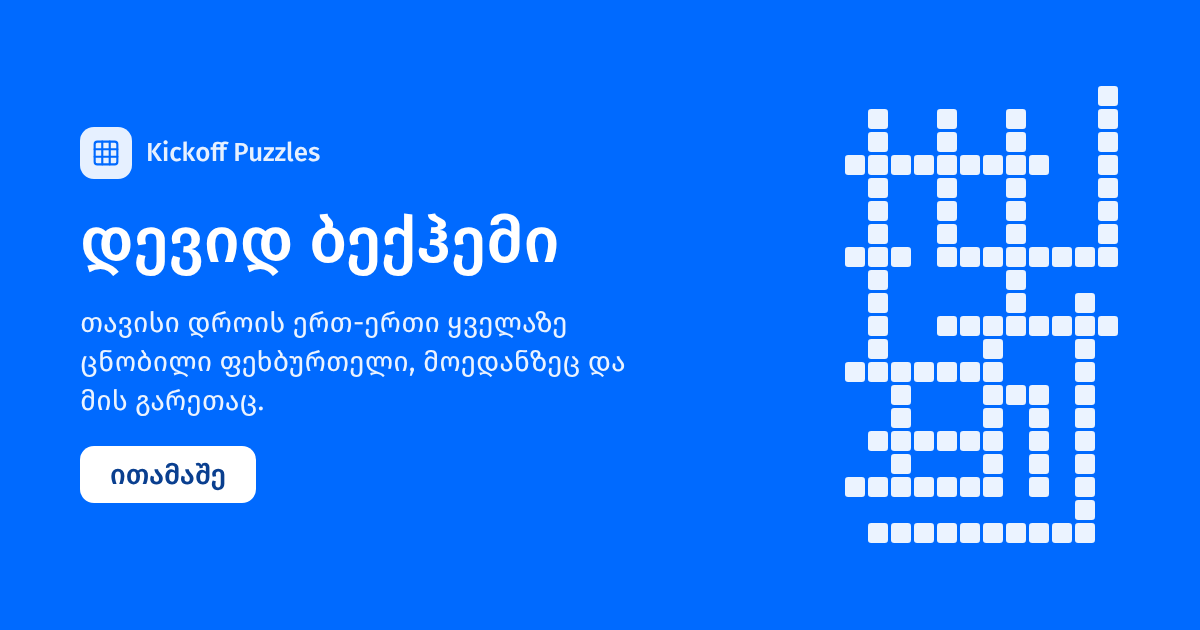 Kickoff Puzzles
დევიდ ბექჰემი
თავისი დროის ერთ-ერთი ყველაზე
ცნობილი ფეხბურთელი, მოედანზეც და
მის გარეთაც.
ითამაშე